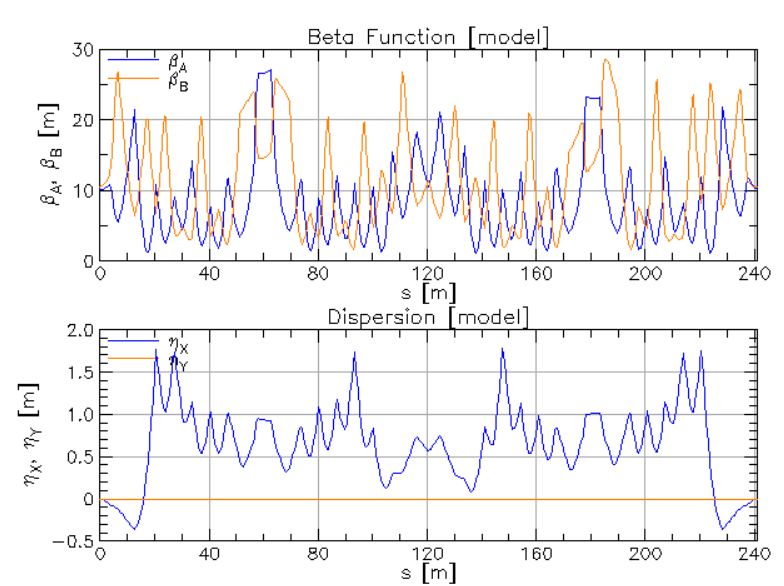 Beta Function [model]
30
20
10
0
β_A, β_B [m]
β_A
β_B
0 40 80 120 160 200 240
s [m]
Dispersion [model]
2.0
1.5
1.0
0.5
0
−0.5
η_X, η_Y [m]
η_X
η_Y
0 40 80 120 160 200 240
s [m]